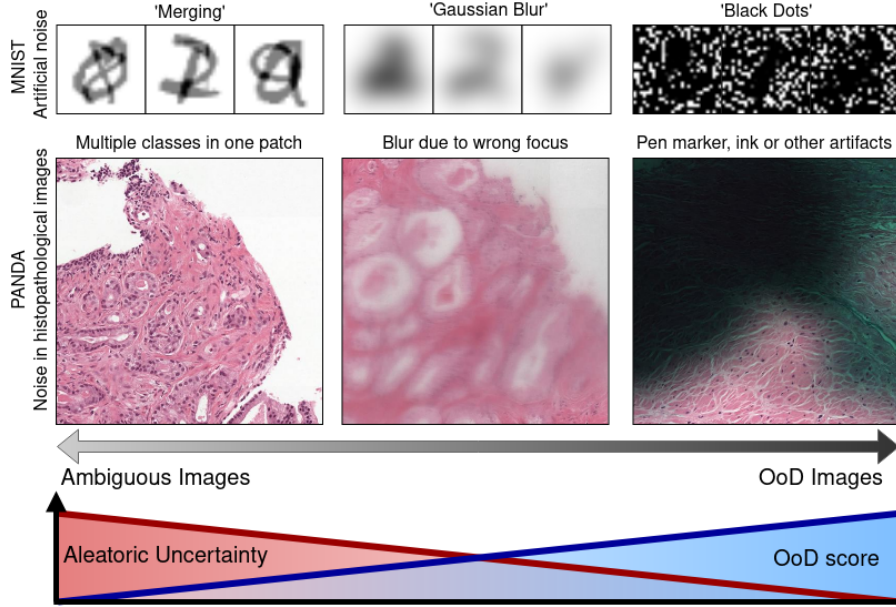 'Merging'
'Gaussian Blur'
'Black Dots'
MNIST
Artificial noise
Multiple classes in one patch
Blur due to wrong focus
Pen marker, ink or other artifacts
PANDA
Noise in histopathological images
Ambiguous Images
OoD Images
Aleatoric Uncertainty
OoD score